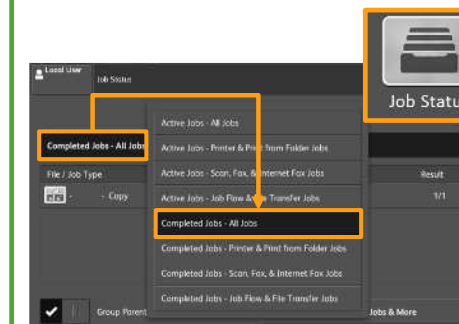 Local User
Job Status
Job Statu
Active Jobs - All Jobs
Completed Jobs - All Jobs
Active Jobs - Printer & Print from Folder Jobs
File / Job Type
Active Jobs - Scan, Fax, & Internet Fax Jobs
Result
- Copy
Active Jobs - Job Flow & File Transfer Jobs
1/1
Completed Jobs - All Jobs
Completed Jobs - Printer & Print from Folder Jobs
Completed Jobs - Scan, Fax, & Internet Fax Jobs
Completed Jobs - Job Flow & File Transfer Jobs
Group Parent
Jobs & More